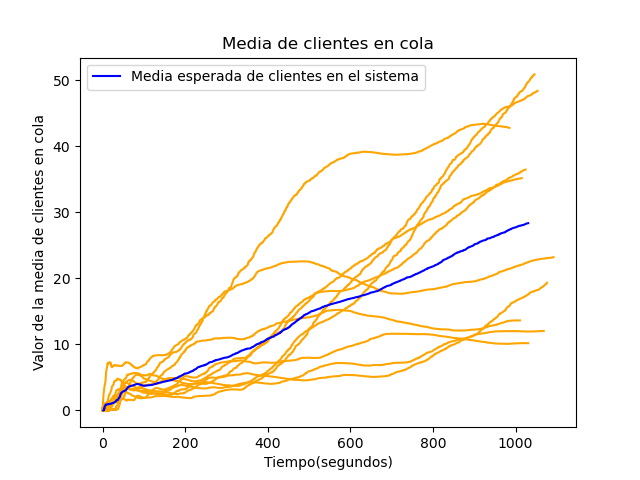 Media de clientes en cola
Media esperada de clientes en el sistema
Valor de la media de clientes en cola
50
40
30
20
10
0
0 200 400 600 800 1000
Tiempo(segundos)